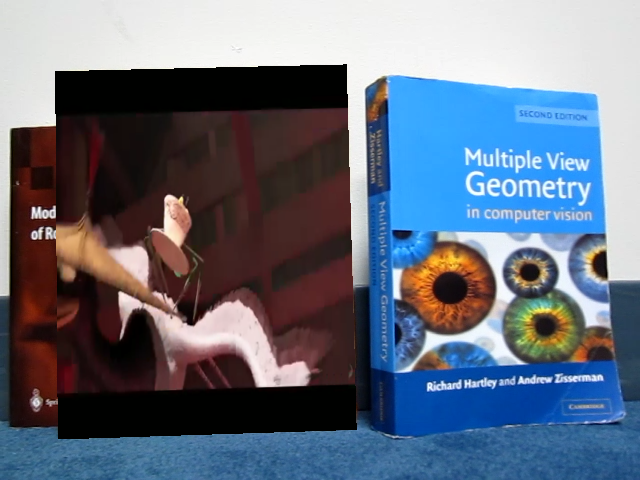 Mod
of Ro
SECOND EDITION
Multiple View
Geometry
in computer vision
Richard Hartley and Andrew Zisserman
CAMBRIDGE
Hartley and
Zisserman
Multiple View Geometry